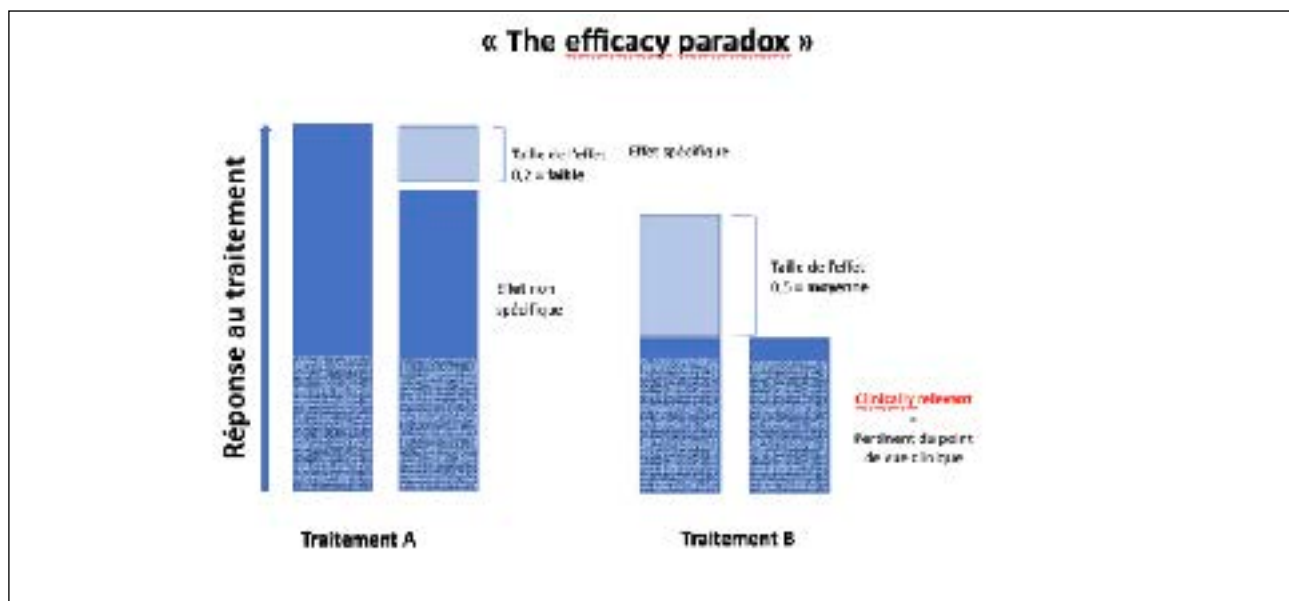 « The efficacy paradox »
Réponse au traitement
Taille de l'effet
0,2 = faible
Effet spécifique
Effet non
spécifique
Taille de l'effet
0,5 = moyenne
Clinically relevant
=
Pertinent du point
de vue clinique
Traitement A
Traitement B